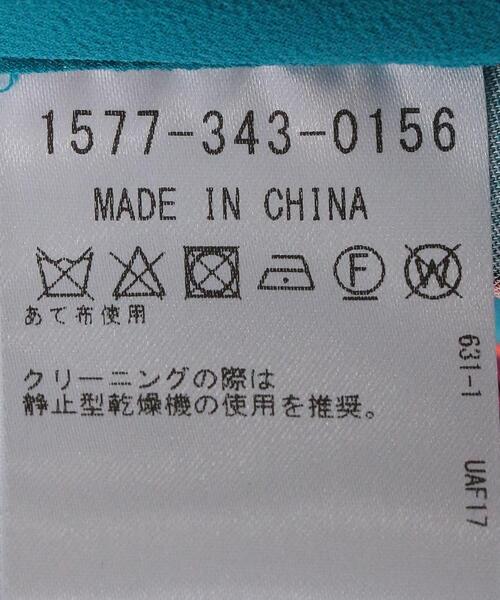 1577-343-0156
MADE IN CHINA
F
W
あて布使用
クリーニングの際は
静止型乾燥機の使用を推奨。
631-1
UAF17